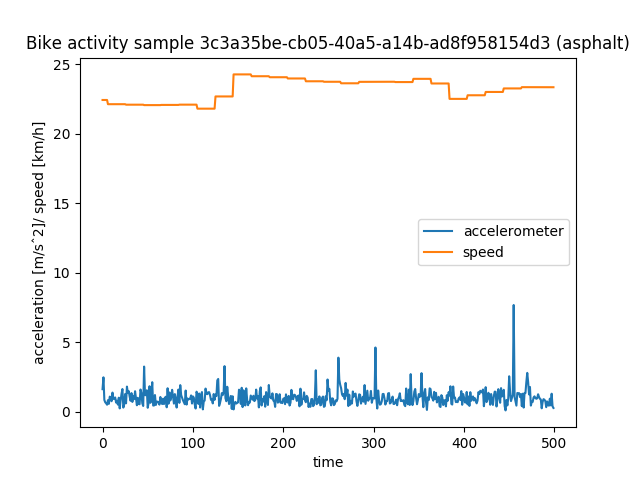 Bike activity sample 3c3a35be-cb05-40a5-a14b-ad8f958154d3 (asphalt)
acceleration [m/s^2]/ speed [km/h]
25
20
15
10
5
0
accelerometer
speed
0 100 200 300 400 500
time